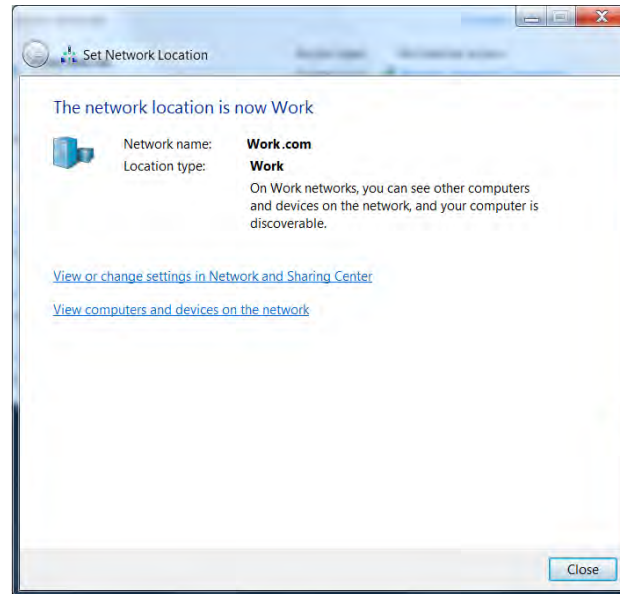 Set Network Location
The network location is now Work
Network name: Work.com
Location type: Work
On Work networks, you can see other computers
and devices on the network, and your computer is
discoverable.
View or change settings in Network and Sharing Center
View computers and devices on the network
Close